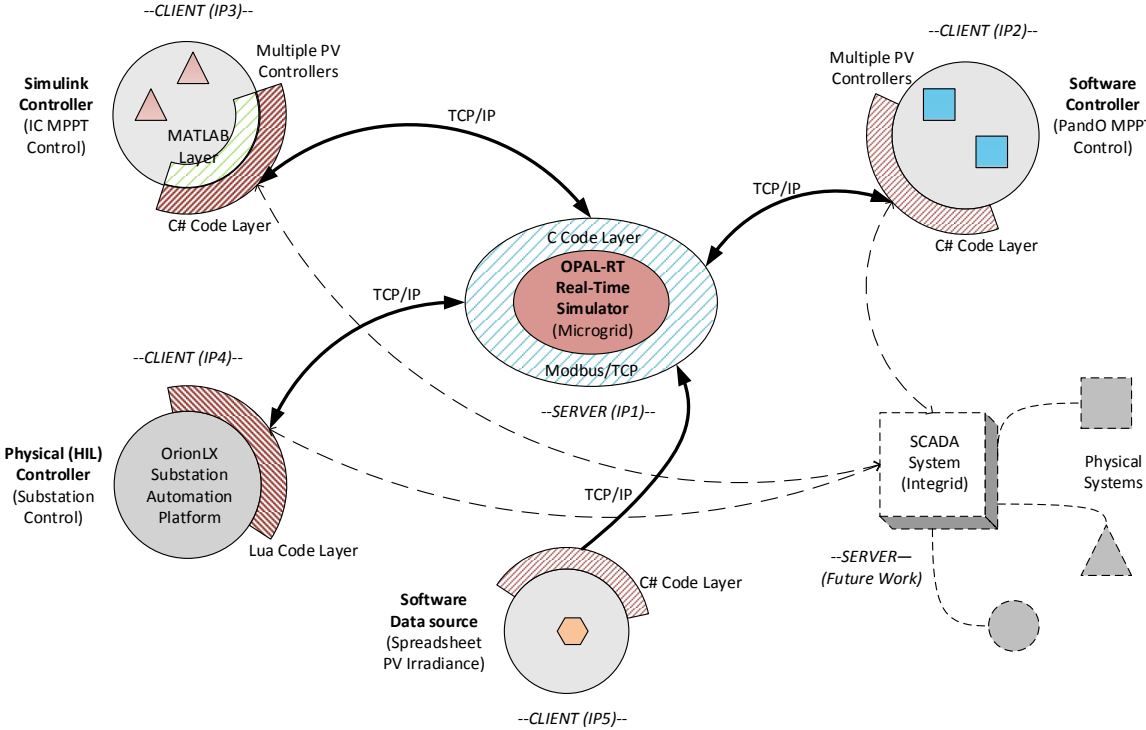 --CLIENT (IP3)--
Multiple PV
Controllers
Simulink
Controller
(IC MPPT
Control)
MATLAB
Layer
C# Code Layer
TCP/IP
--CLIENT (IP2)--
Multiple PV
Controllers
Software
Controller
(PandO MPPT
Control)
C# Code Layer
TCP/IP
C Code Layer
OPAL-RT
Real-Time
Simulator
(Microgrid)
Modbus/TCP
--SERVER (IP1)--
TCP/IP
--CLIENT (IP4)--
Physical (HIL)
Controller
(Substation
Control)
OrionLX
Substation
Automation
Platform
Lua Code Layer
TCP/IP
C# Code Layer
Software
Data source
(Spreadsheet
PV Irradiance)
--CLIENT (IP5)--
SCADA
System
(Integrid)
Physical
Systems
--SERVER—
(Future Work)